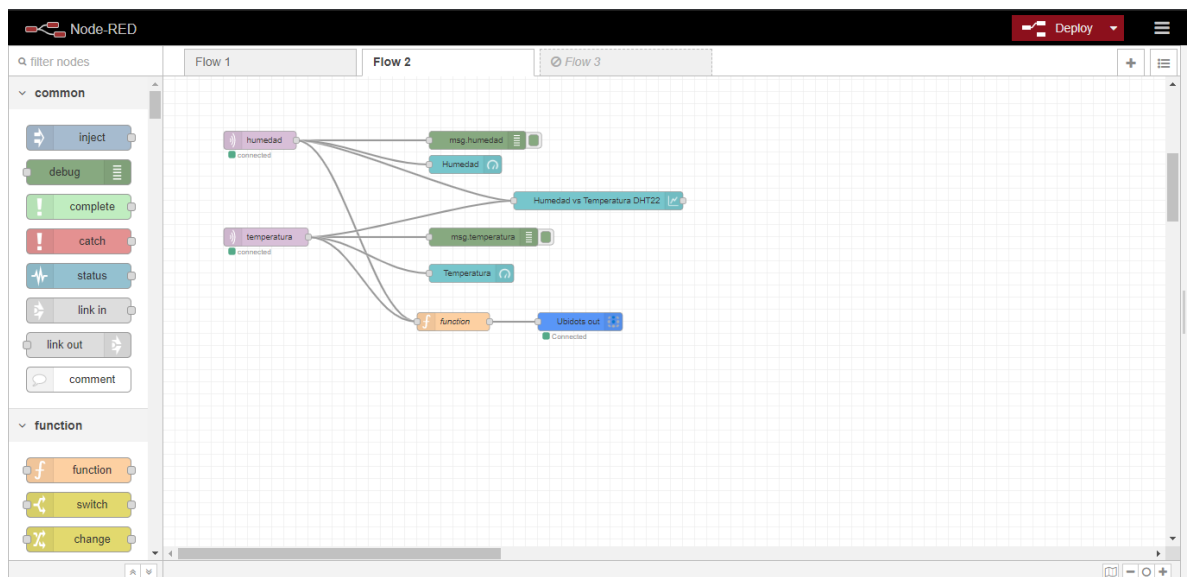 Node-RED
Deploy
filter nodes
Flow 1
Flow 2
Flow 3
common
inject
debug
complete
catch
status
link in
link out
comment
function
function
switch
change
humedad
connected
msg.humedad
Humedad
Humedad vs Temperatura DHT22
temperatura
connected
msg.temperatura
Temperatura
function
Ubidots out
Connected